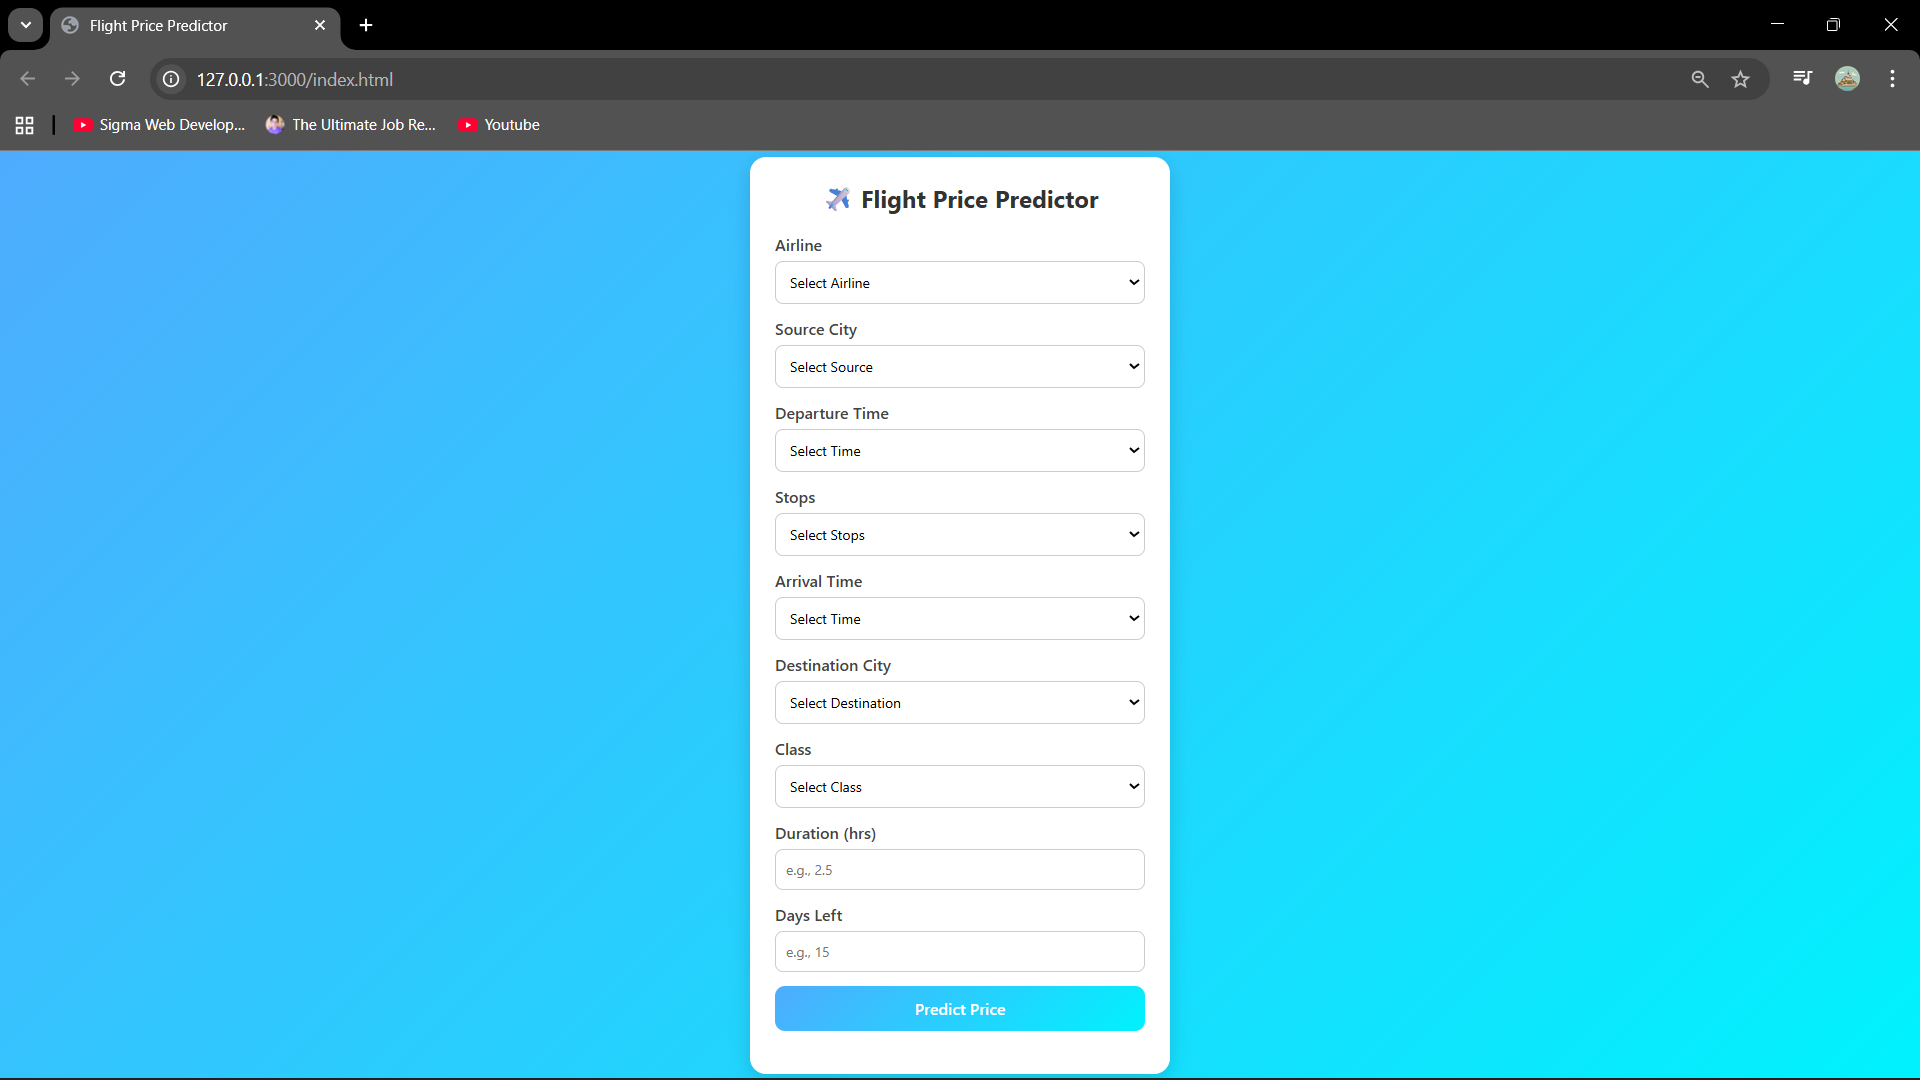 Flight Price Predictor
127.0.0.1:3000/index.html
Sigma Web Develop... The Ultimate Job Re... Youtube
Flight Price Predictor
Airline
Select Airline
Source City
Select Source
Departure Time
Select Time
Stops
Select Stops
Arrival Time
Select Time
Destination City
Select Destination
Class
Select Class
Duration (hrs)
e.g., 2.5
Days Left
e.g., 15
Predict Price